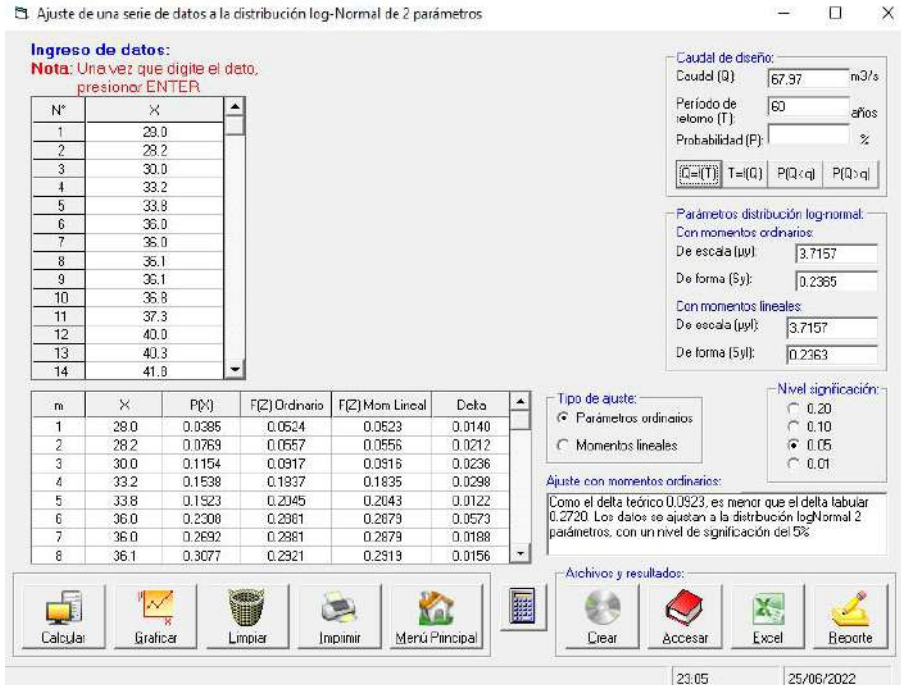 Ajuste de una serie de datos a la distribución log-Normal de 2 parámetros
Ingreso de datos:
Nota: Una vez que digite el dato,
presionar ENTER
N° X
1 28.0
2 28.2
3 30.0
4 33.2
5 33.8
6 36.0
7 36.0
8 36.1
9 36.1
10 36.8
11 37.3
12 40.0
13 40.3
14 41.8
Caudal de diseño:
Caudal (Q) 67.97 m3/s
Período de
retorno (T): 60 años
Probabilidad (P): %
Q=f(T) T=f(Q) P(Q<q) P(Q>q)
Parámetros distribución log-normal:
Con momentos ordinarios:
De escala (μy): 3.7157
De forma (Sy): 0.2365
Con momentos lineales:
De escala (μyl): 3.7157
De forma (Syl): 0.2363
m X P(X) F(Z) Ordinario F(Z) Mom Lineal Delta
1 28.0 0.0385 0.0524 0.0523 0.0140
2 28.2 0.0769 0.0557 0.0556 0.0212
3 30.0 0.1154 0.0917 0.0916 0.0236
4 33.2 0.1538 0.1837 0.1835 0.0298
5 33.8 0.1923 0.2045 0.2043 0.0122
6 36.0 0.2308 0.2881 0.2879 0.0573
7 36.0 0.2692 0.2881 0.2879 0.0188
8 36.1 0.3077 0.2921 0.2919 0.0156
Tipo de ajuste:
Parámetros ordinarios
Momentos lineales
Nivel significación:
0.20
0.10
0.05
0.01
Ajuste con momentos ordinarios:
Como el delta teórico 0.0923, es menor que el delta tabular
0.2720. Los datos se ajustan a la distribución logNormal 2
parámetros, con un nivel de significación del 5%
Calcular Graficar Limpiar Imprimir Menú Principal
Archivos y resultados:
Crear Accesar Excel Reporte
23:05 25/06/2022